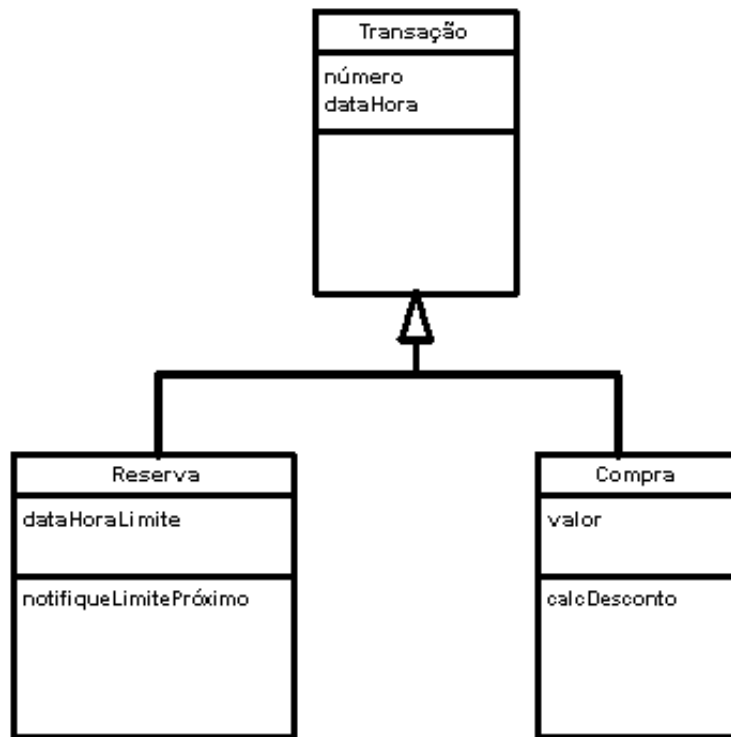 Transação
número
dataHora
Reserva
dataHoraLimite
notifiqueLimitePróximo
Compra
valor
calcDesconto